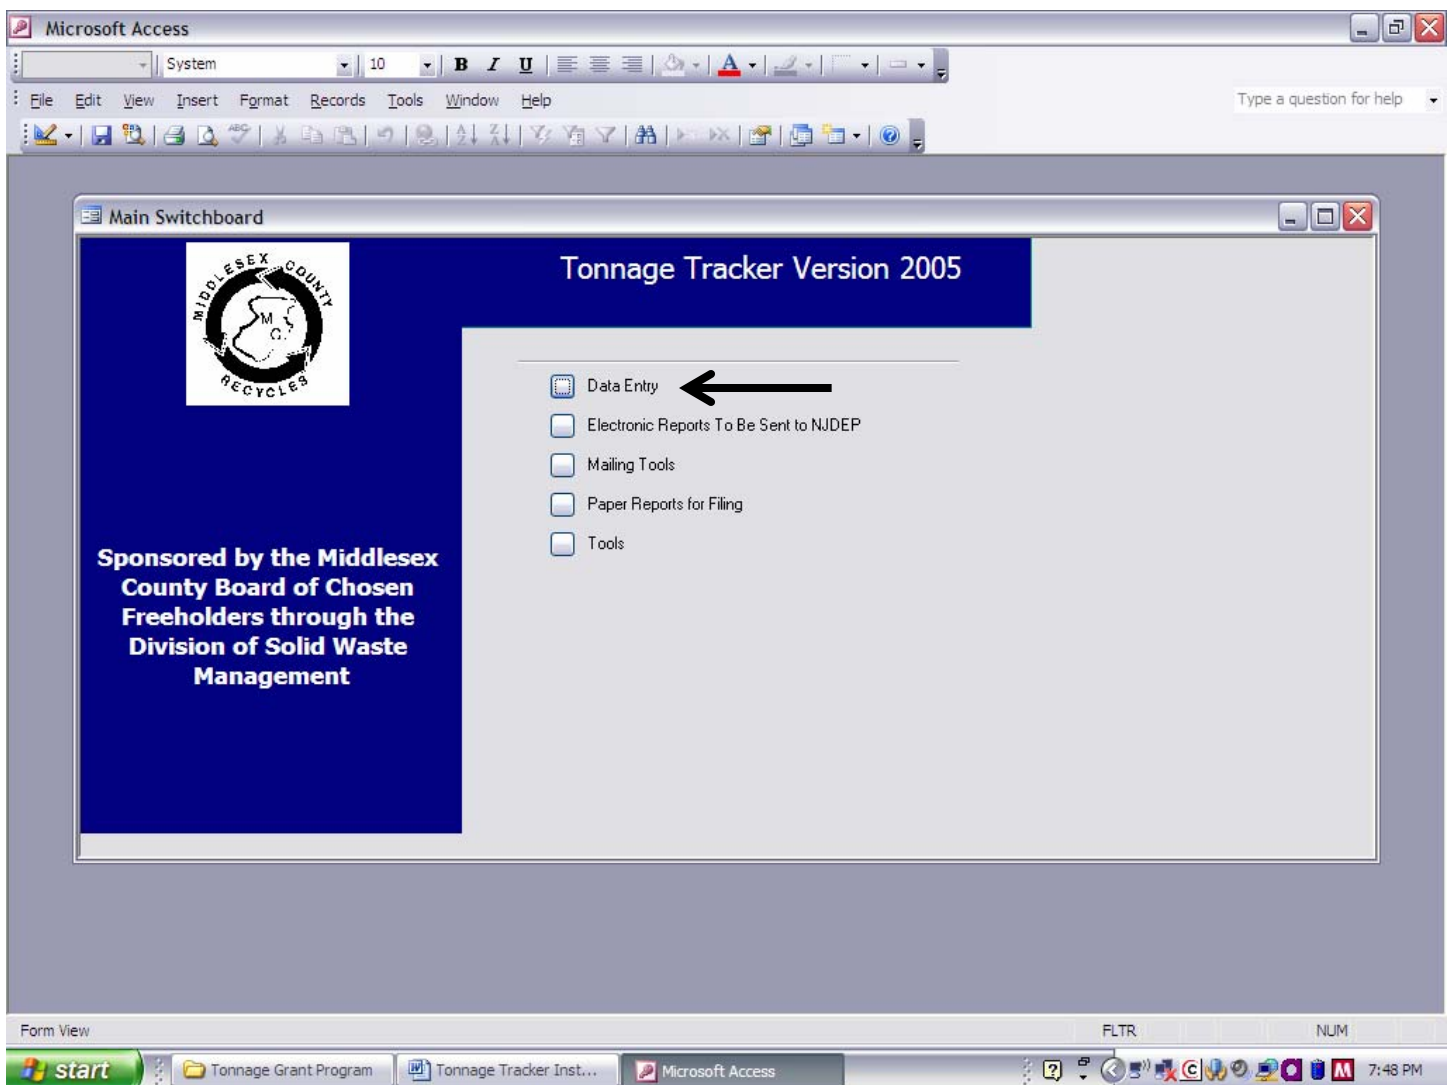 Microsoft Access
System 10 B I U A
File Edit View Insert Format Records Tools Window Help
Type a question for help
ABC
Main Switchboard
MIDDLESEX COUNTY
M
C.
RECYCLES
Tonnage Tracker Version 2005
Data Entry
Electronic Reports To Be Sent to NJDEP
Mailing Tools
Paper Reports for Filing
Tools
Sponsored by the Middlesex
County Board of Chosen
Freeholders through the
Division of Solid Waste
Management
Form View
FLTR NUM
start Tonnage Grant Program Tonnage Tracker Inst... Microsoft Access 7:48 PM